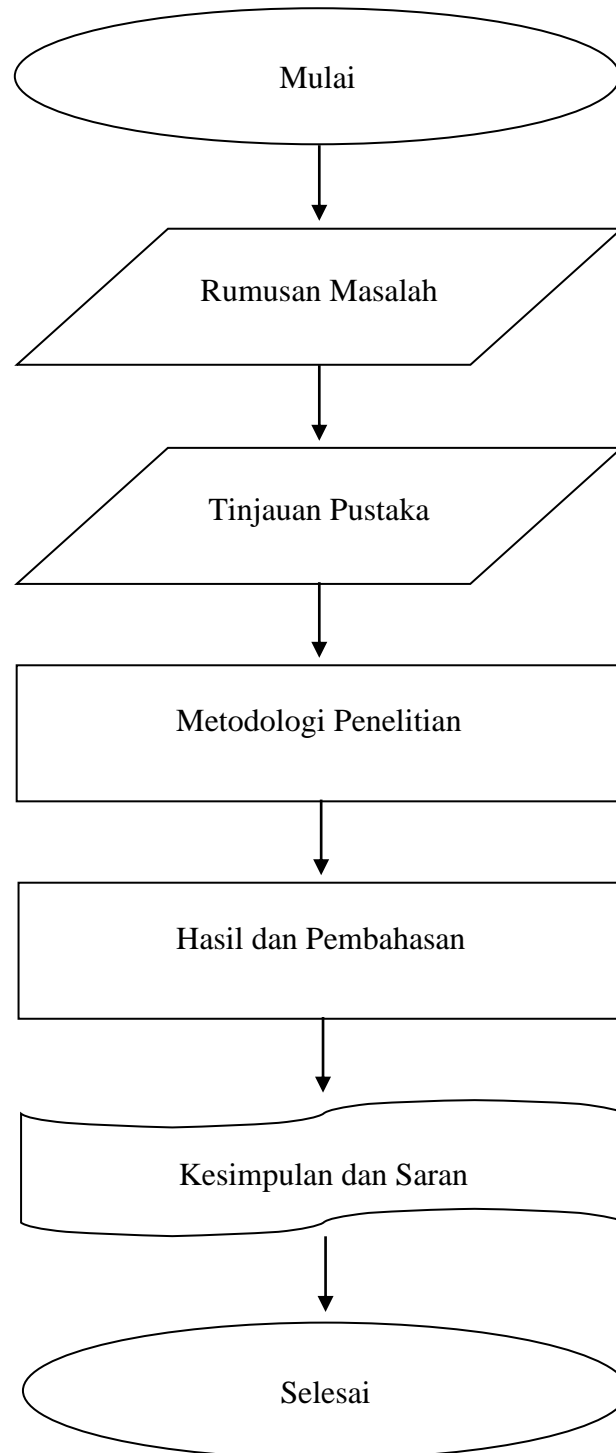 Mulai
Rumusan Masalah
Tinjauan Pustaka
Metodologi Penelitian
Hasil dan Pembahasan
Kesimpulan dan Saran
Selesai